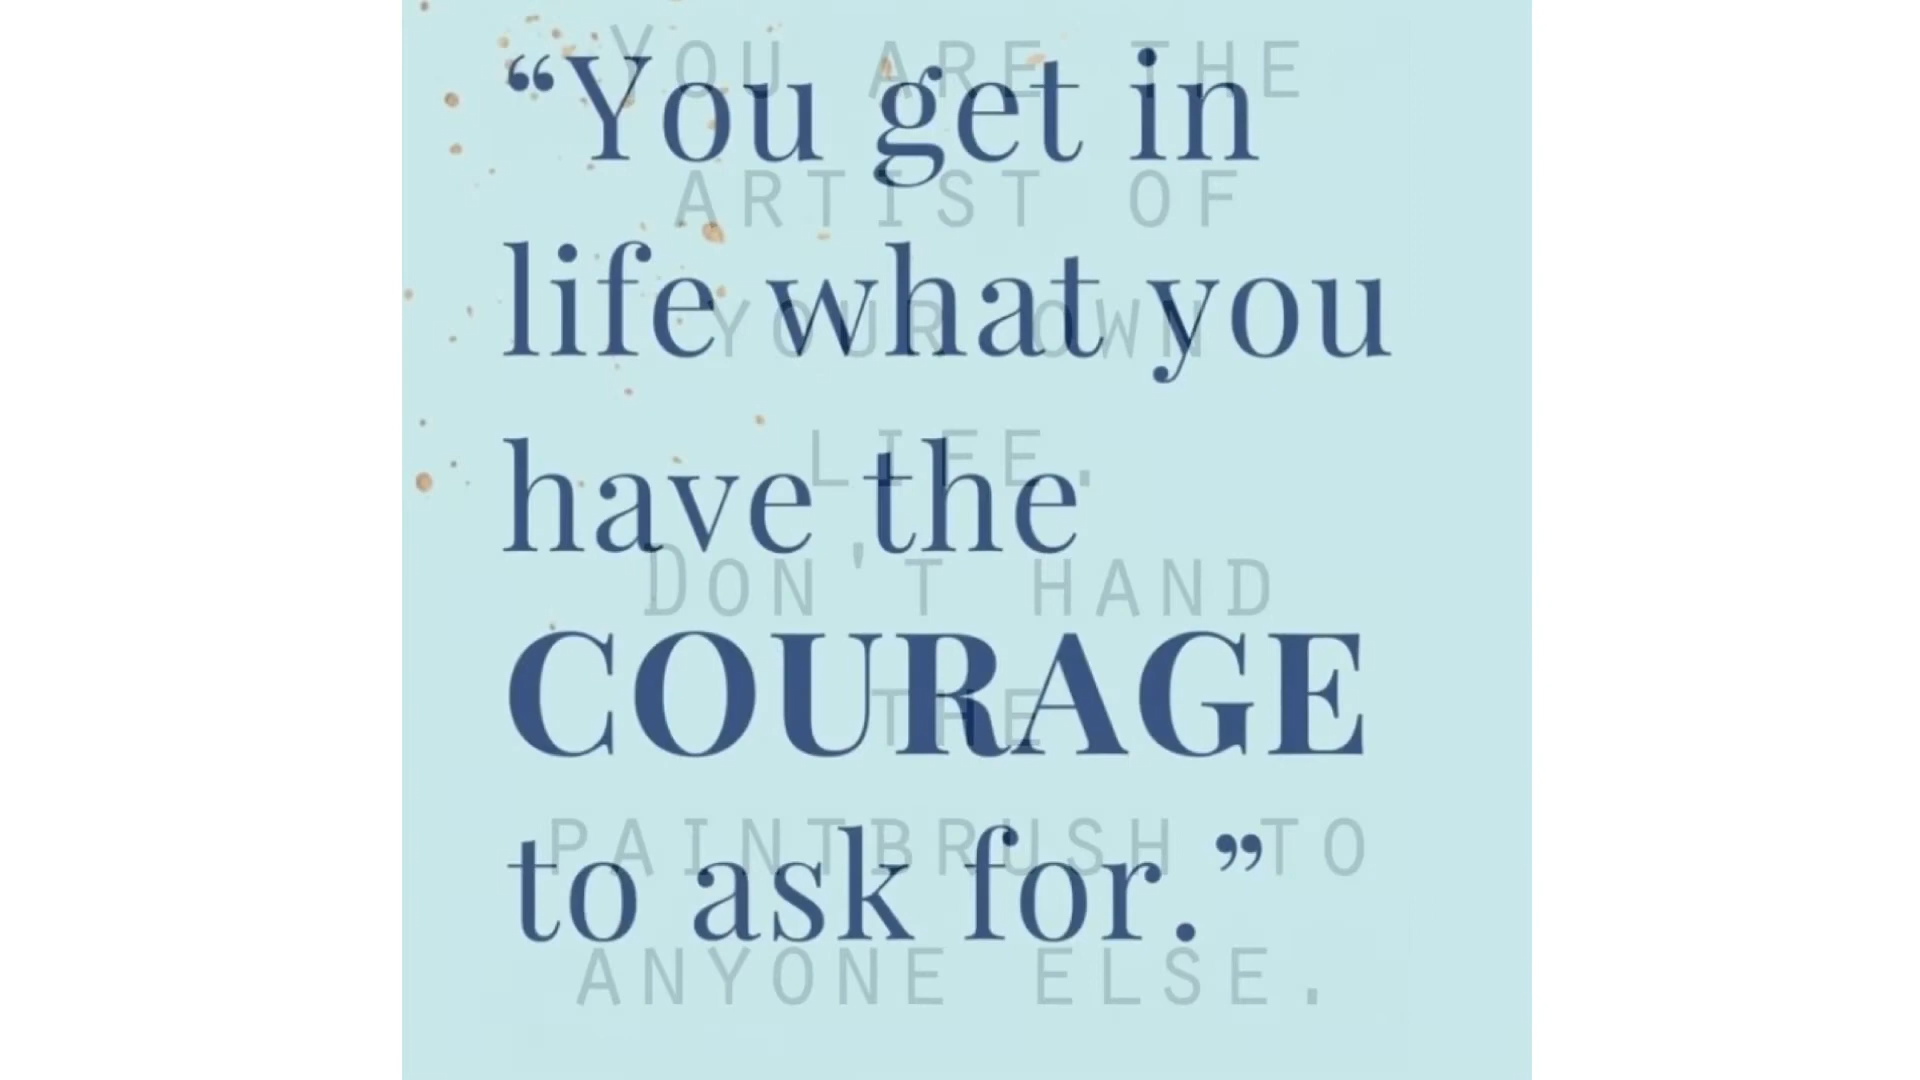 “You get in
life what you
have the
COURAGE
to ask for.”
YOU ARE THE
ARTIST OF
YOUR OWN
LIFE.
DON'T HAND
THE
PAINTBRUSH TO
ANYONE ELSE.